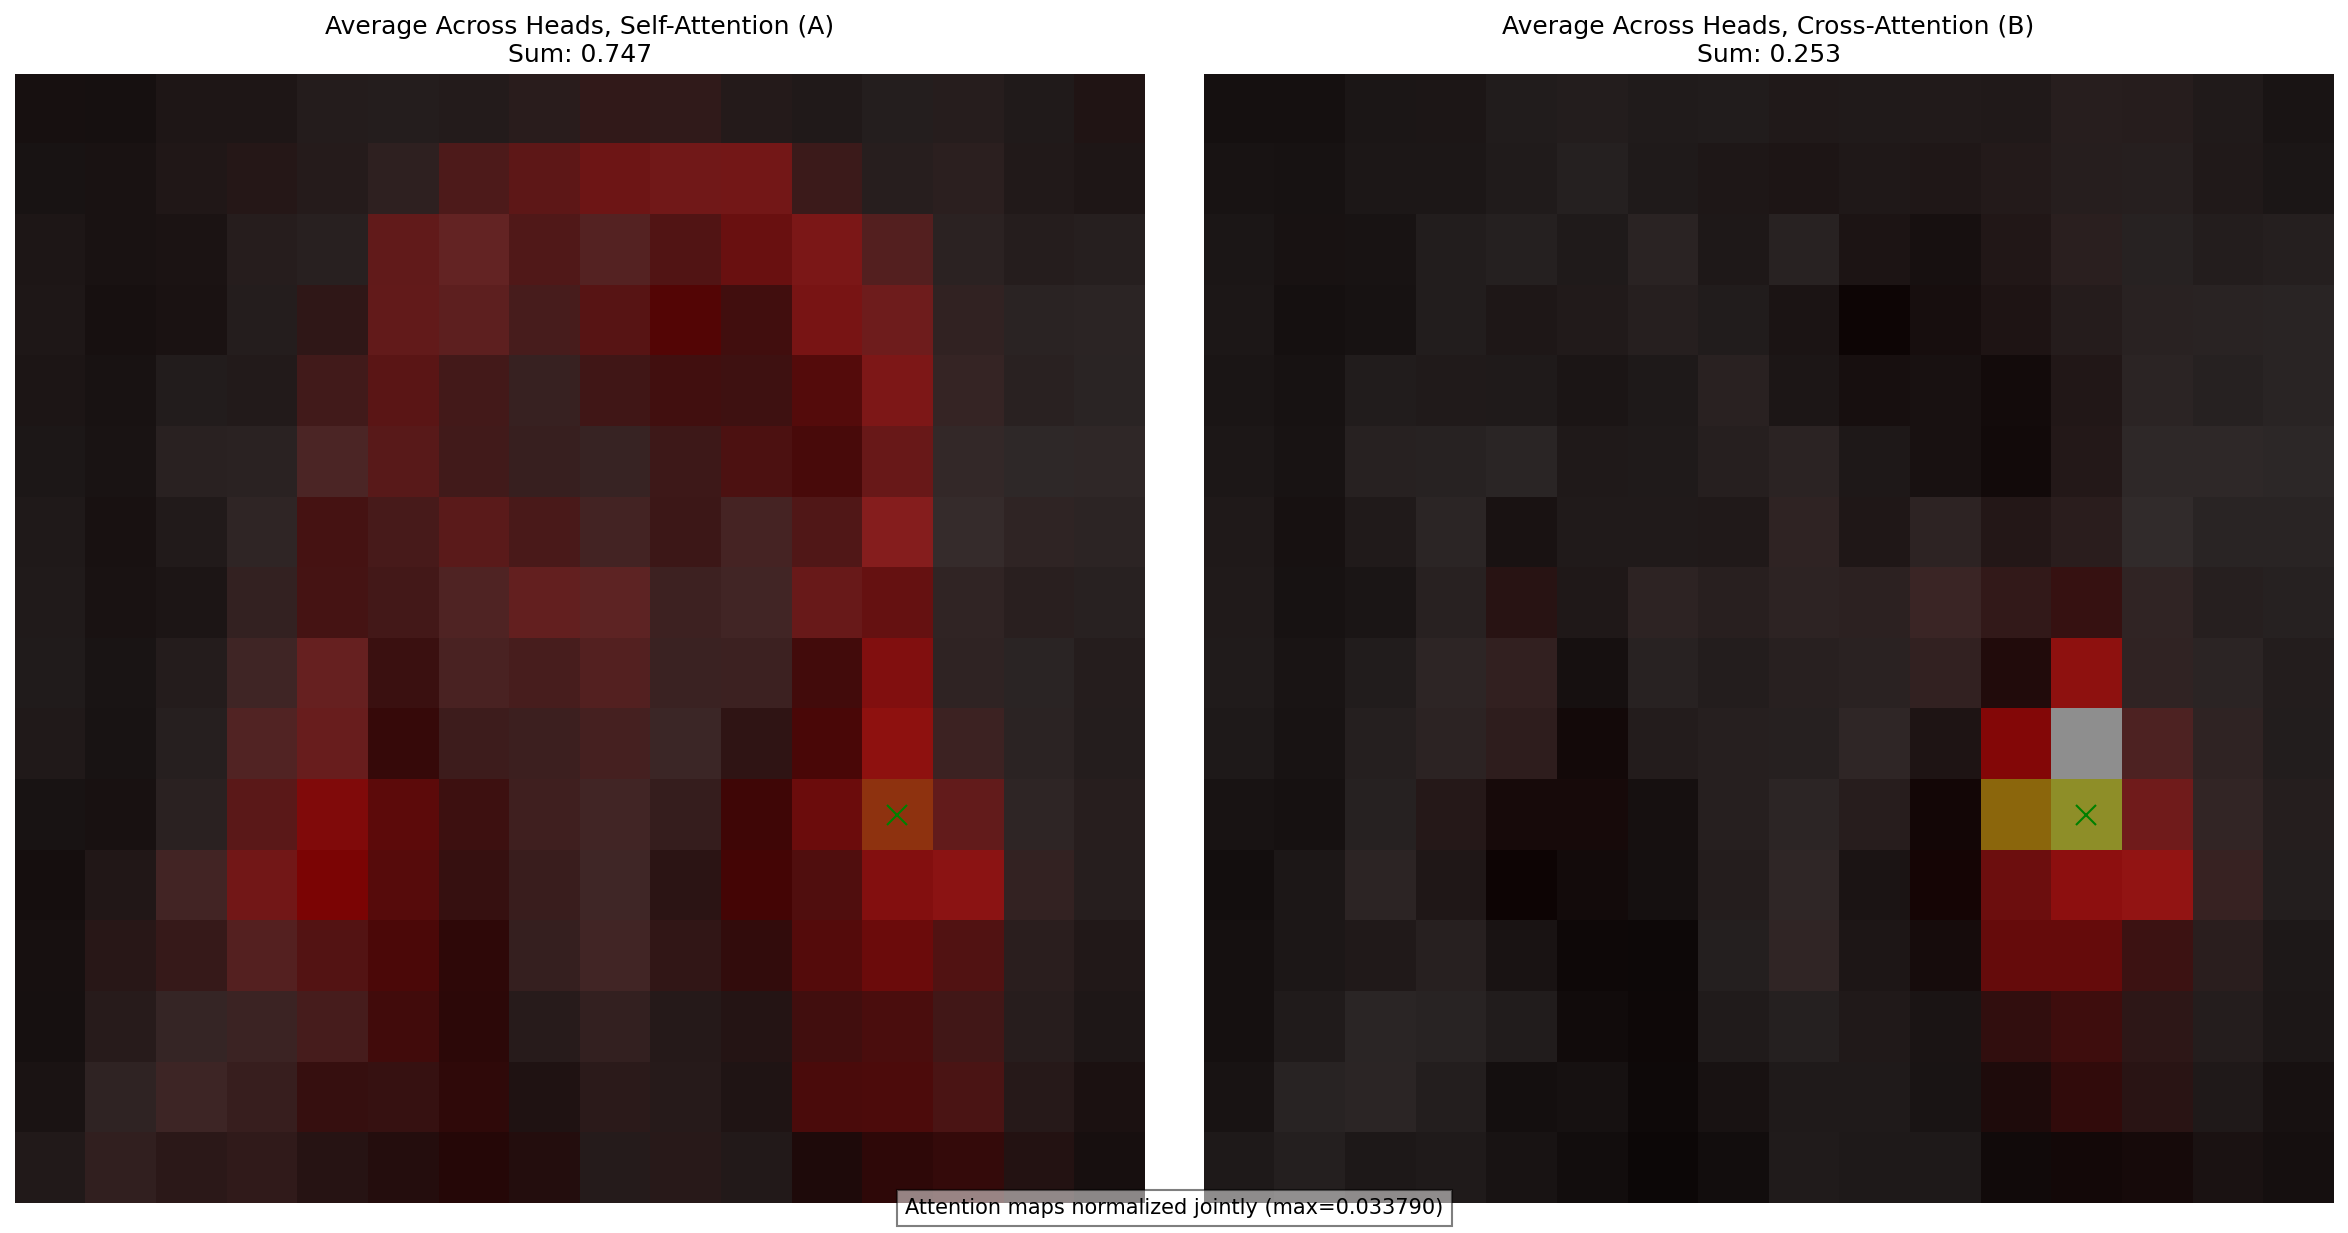 Average Across Heads, Self-Attention (A)
Sum: 0.747
Average Across Heads, Cross-Attention (B)
Sum: 0.253
Attention maps normalized jointly (max=0.033790)